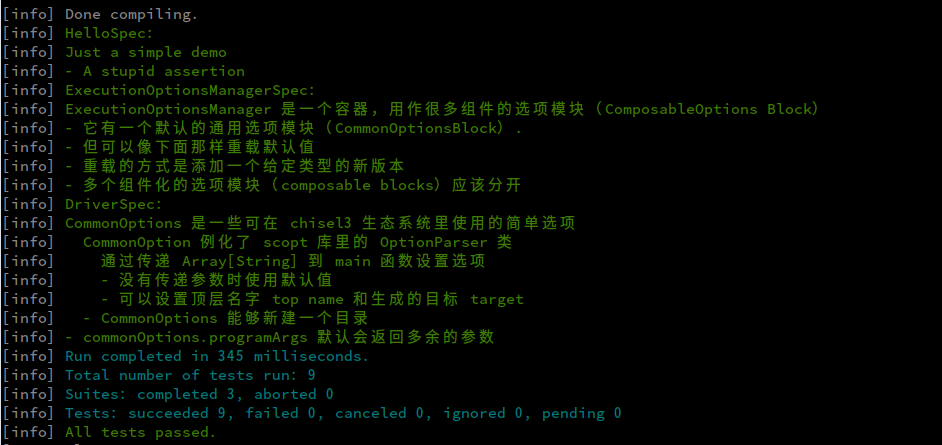 [info] Done compiling.
[info] HelloSpec:
[info] Just a simple demo
[info] - A stupid assertion
[info] ExecutionOptionsManagerSpec:
[info] ExecutionOptionsManager 是一个容器，用作很多组件的选项模块（ComposableOptions Block）
[info] - 它有一个默认的通用选项模块（CommonOptionsBlock）.
[info] - 但可以像下面那样重载默认值
[info] - 重载的方式是添加一个给定类型的新版本
[info] - 多个组件化的选项模块（composable blocks）应该分开
[info] DriverSpec:
[info] CommonOptions 是一些可在 chisel3 生态系统里使用的简单选项
[info]   CommonOption 例化了 scopt 库里的 OptionParser 类
[info]     通过传递 Array[String] 到 main 函数设置选项
[info]     - 没有传递参数时使用默认值
[info]     - 可以设置顶层名字 top name 和生成的目标 target
[info]   - CommonOptions 能够新建一个目录
[info] - commonOptions.programArgs 默认会返回多余的参数
[info] Run completed in 345 milliseconds.
[info] Total number of tests run: 9
[info] Suites: completed 3, aborted 0
[info] Tests: succeeded 9, failed 0, canceled 0, ignored 0, pending 0
[info] All tests passed.